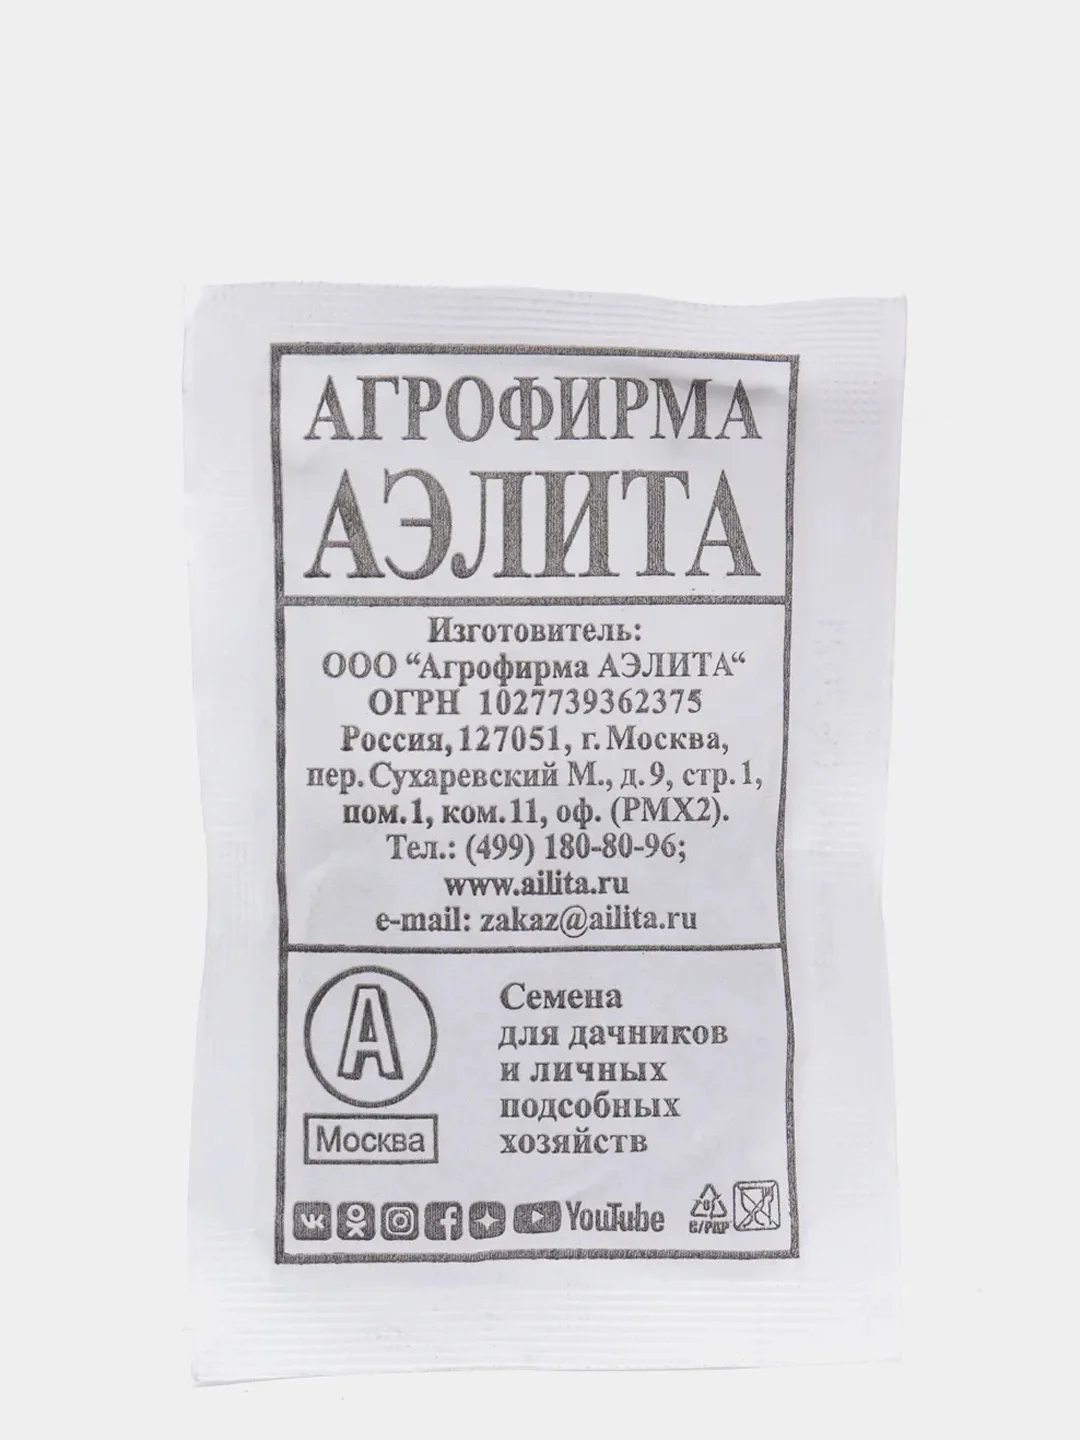 АГРОФИРМА
АЭЛИТА
Изготовитель:
ООО “Агрофирма АЭЛИТА“
ОГРН 1027739362375
Россия, 127051, г. Москва,
пер. Сухаревский М., д. 9, стр. 1,
пом. 1, ком. 11, оф. (РМХ2).
Тел.: (499) 180-80-96;
www.ailita.ru
e-mail: zakaz@ailita.ru
А
Москва
Семена
для дачников
и личных
подсобных
хозяйств
YouTube
C/PAP